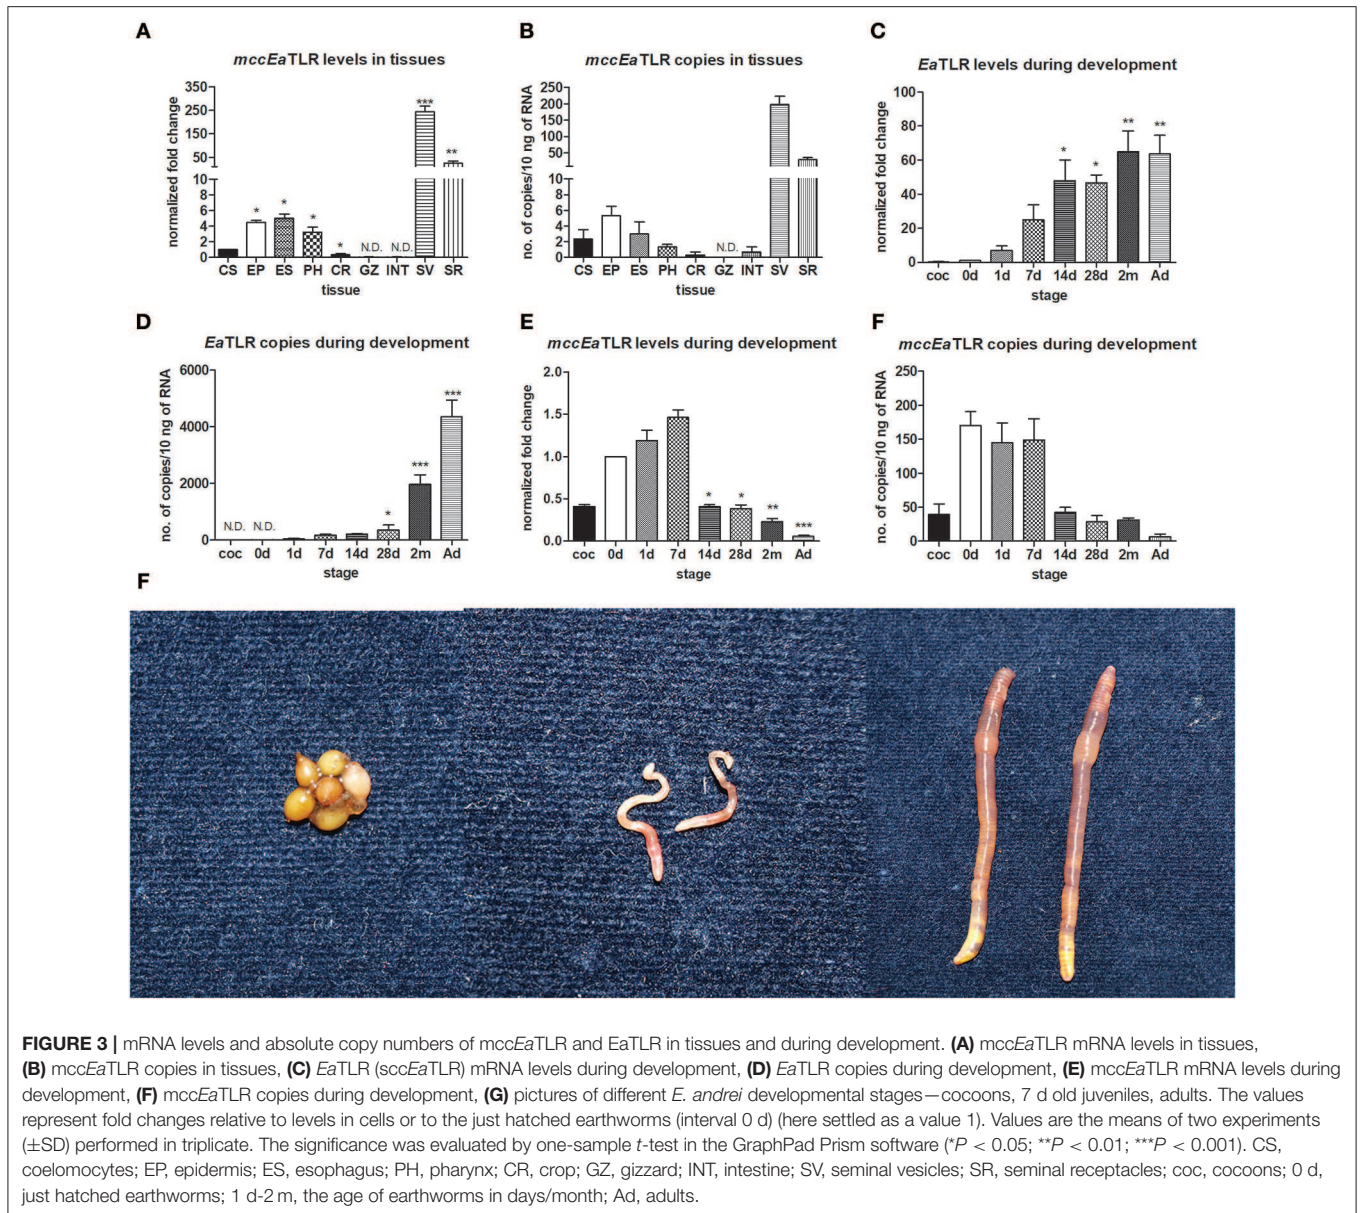 A
mccEaTLR levels in tissues
normalized fold change
350
250
150
50
10
8
6
4
2
0
* * * * N.D. N.D. *** **
CS EP ES PH CR GZ INT SV SR
tissue
B
mccEaTLR copies in tissues
no. of copies/10 ng of RNA
250
200
150
100
50
10
8
6
4
2
0
N.D.
CS EP ES PH CR GZ INT SV SR
tissue
C
EaTLR levels during development
normalized fold change
100
80
60
40
20
0
* * ** **
coc 0d 1d 7d 14d 28d 2m Ad
stage
D
EaTLR copies during development
no. of copies/10 ng of RNA
6000
4000
2000
0
N.D. N.D. * *** ***
coc 0d 1d 7d 14d 28d 2m Ad
stage
E
mccEaTLR levels during development
normalized fold change
2.0
1.5
1.0
0.5
0.0
* * ** ***
coc 0d 1d 7d 14d 28d 2m Ad
stage
F
mccEaTLR copies during development
no. of copies/10 ng of RNA
250
200
150
100
50
0
coc 0d 1d 7d 14d 28d 2m Ad
stage
F
FIGURE 3 | mRNA levels and absolute copy numbers of mccEaTLR and EaTLR in tissues and during development. (A) mccEaTLR mRNA levels in tissues,
(B) mccEaTLR copies in tissues, (C) EaTLR (sccEaTLR) mRNA levels during development, (D) EaTLR copies during development, (E) mccEaTLR mRNA levels during
development, (F) mccEaTLR copies during development, (G) pictures of different E. andrei developmental stages—cocoons, 7 d old juveniles, adults. The values
represent fold changes relative to levels in cells or to the just hatched earthworms (interval 0 d) (here settled as a value 1). Values are the means of two experiments
(±SD) performed in triplicate. The significance was evaluated by one-sample t-test in the GraphPad Prism software (*P < 0.05; **P < 0.01; ***P < 0.001). CS,
coelomocytes; EP, epidermis; ES, esophagus; PH, pharynx; CR, crop; GZ, gizzard; INT, intestine; SV, seminal vesicles; SR, seminal receptacles; coc, cocoons; 0 d,
just hatched earthworms; 1 d-2 m, the age of earthworms in days/month; Ad, adults.